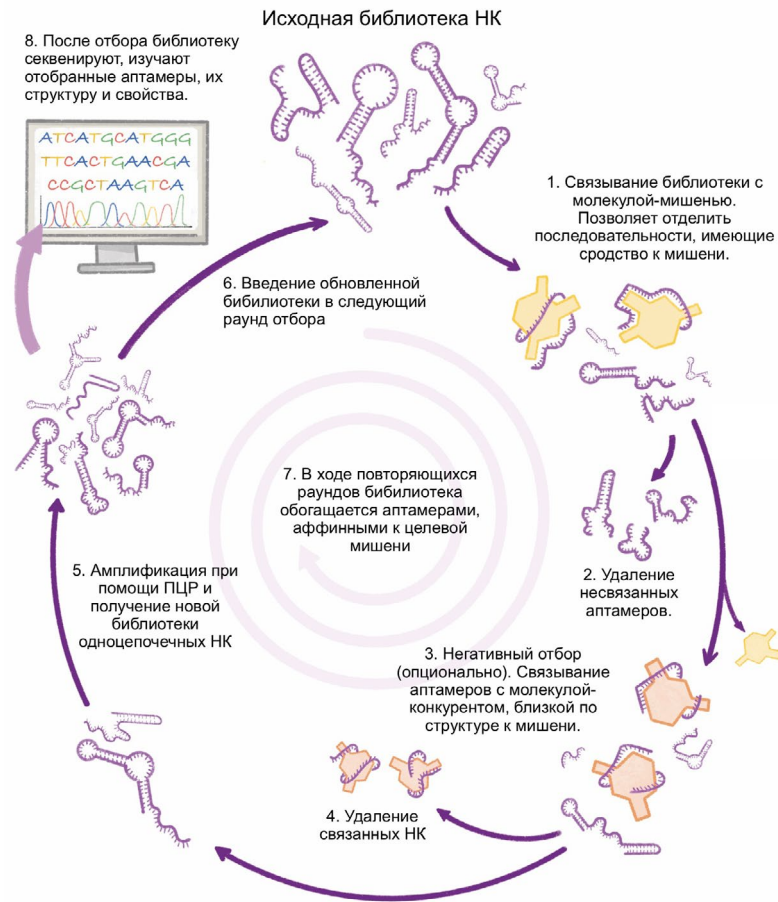 Исходная библиотека НК
8. После отбора библиотеку
секвенируют, изучают
отобранные аптамеры, их
структуру и свойства.
ATCATGCATGGG
TTCACTGAACGA
CCGCTAAGTCA
1. Связывание библиотеки с
молекулой-мишенью.
Позволяет отделить
последовательности, имеющие
сродство к мишени.
6. Введение обновленной
бибилиотеки в следующий
раунд отбора
7. В ходе повторяющихся
раундов бибилиотека
обогащается аптамерами,
аффинными к целевой
мишени
2. Удаление
несвязанных
аптамеров.
5. Амплификация при
помощи ПЦР и
получение новой
библиотеки
одноцепочечных НК
3. Негативный отбор
(опционально). Связывание
аптамеров с молекулой-
конкурентом, близкой по
структуре к мишени.
4. Удаление
связанных НК